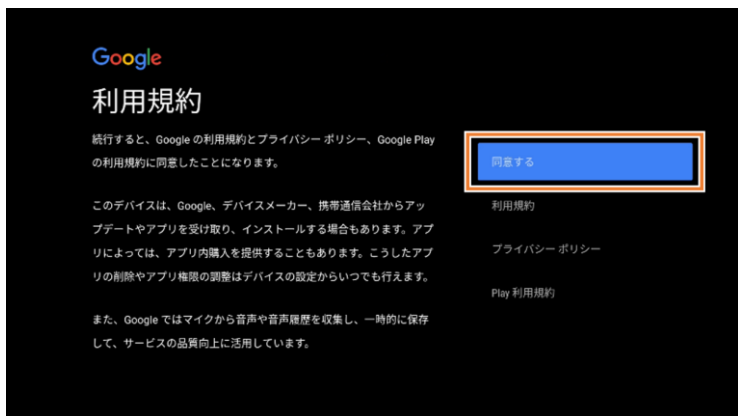 Google
利用規約
続行すると、Google の利用規約とプライバシー ポリシー、Google Play
の利用規約に同意したことになります。
このデバイスは、Google、デバイスメーカー、携帯通信会社からアッ
プデートやアプリを受け取り、インストールする場合もあります。アプ
リによっては、アプリ内購入を提供することもあります。こうしたアプ
リの削除やアプリ権限の調整はデバイスの設定からいつでも行えます。
また、Google ではマイクから音声や音声履歴を収集し、一時的に保存
して、サービスの品質向上に活用しています。
同意する
利用規約
プライバシー ポリシー
Play 利用規約